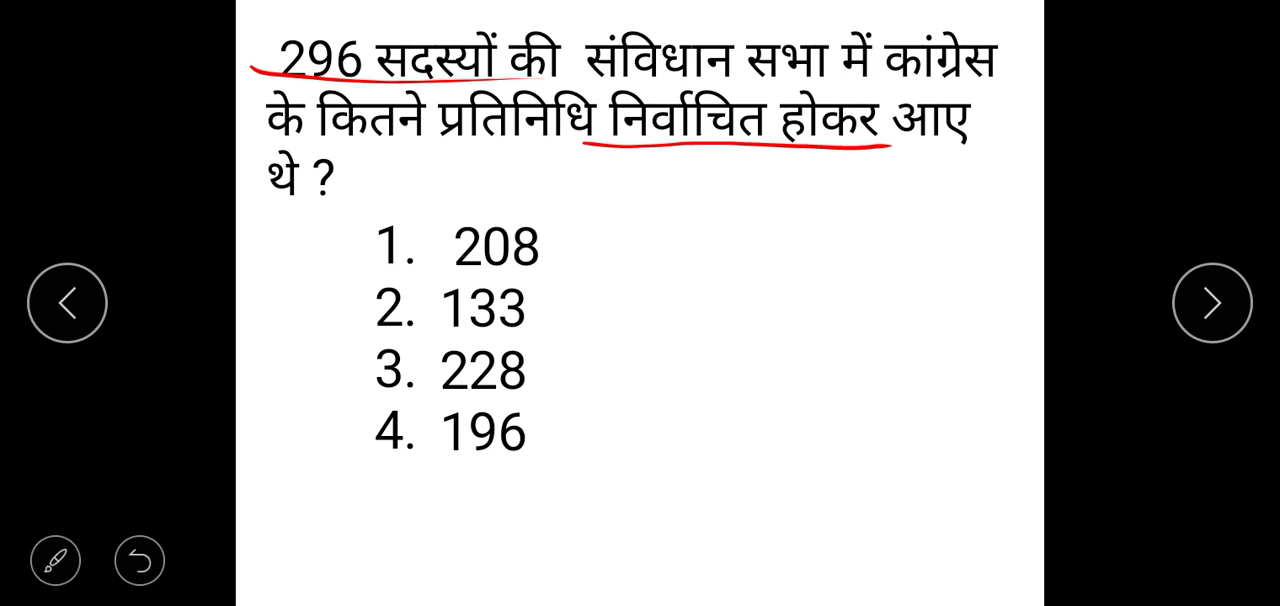 296 सदस्यों की संविधान सभा में कांग्रेस
के कितने प्रतिनिधि निर्वाचित होकर आए
थे ?
1. 208
2. 133
3. 228
4. 196